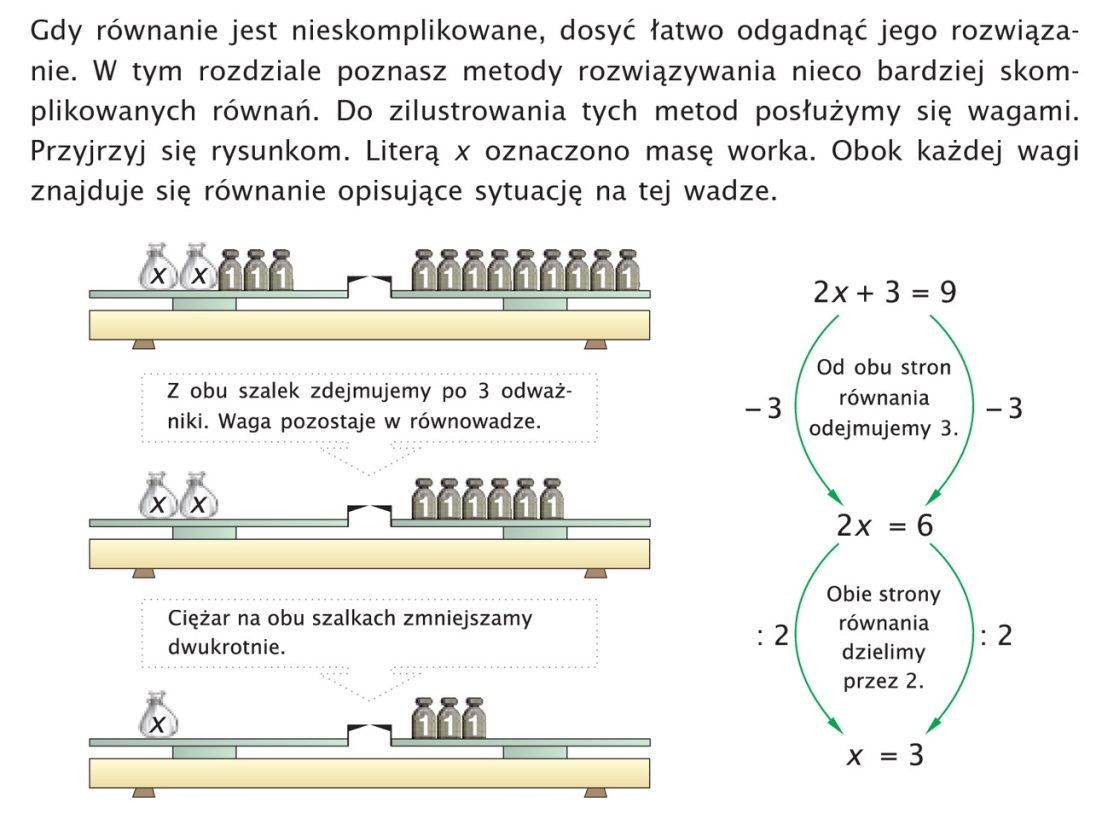 Gdy równanie jest nieskomplikowane, dosyć łatwo odgadnąć jego rozwiąza-
nie. W tym rozdziale poznasz metody rozwiązywania nieco bardziej skom-
plikowanych równań. Do zilustrowania tych metod posłużymy się wagami.
Przyjrzyj się rysunkom. Literą x oznaczono masę worka. Obok każdej wagi
znajduje się równanie opisujące sytuację na tej wadze.
x x 1 1 1 1 1 1 1 1 1 1 1 1
2x + 3 = 9
Z obu szalek zdejmujemy po 3 odważ-
niki. Waga pozostaje w równowadze.
– 3
Od obu stron
równania
odejmujemy 3.
– 3
x x 1 1 1 1 1 1
2x = 6
Ciężar na obu szalkach zmniejszamy
dwukrotnie.
: 2
Obie strony
równania
dzielimy
przez 2.
: 2
x 1 1 1
x = 3